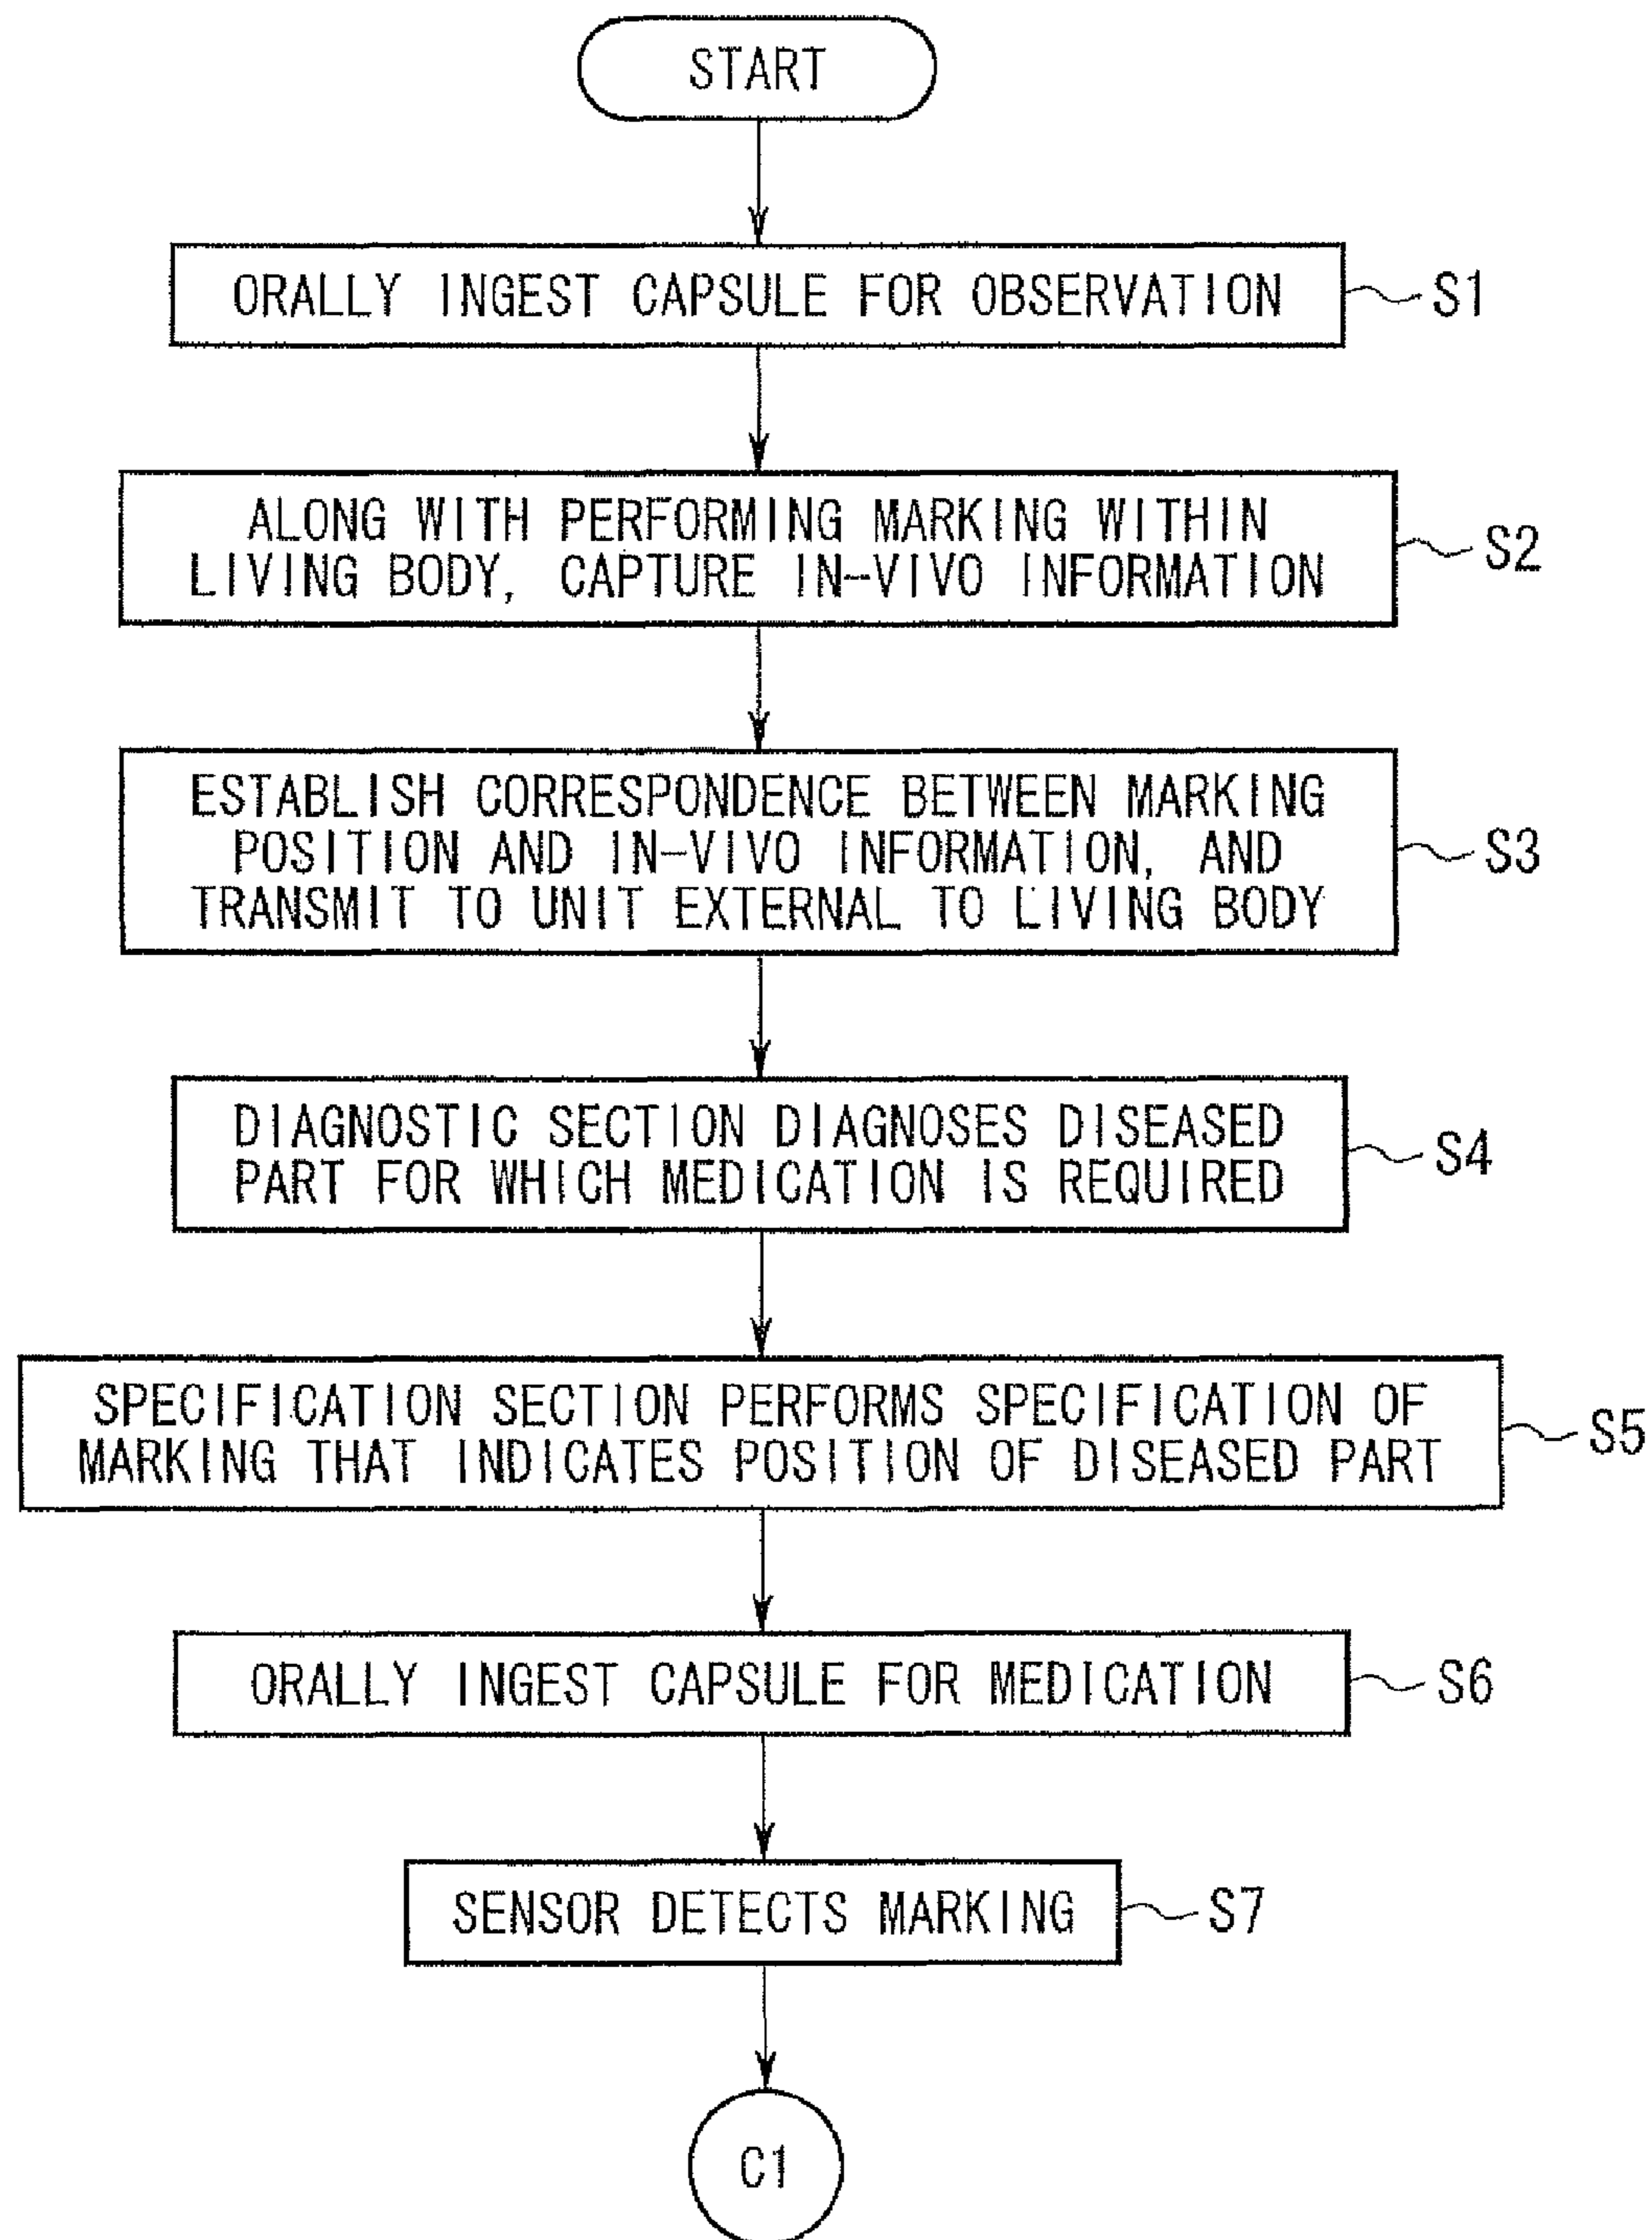 START
ORALLY INGEST CAPSULE FOR OBSERVATION
S1
ALONG WITH PERFORMING MARKING WITHIN
LIVING BODY, CAPTURE IN-VIVO INFORMATION
S2
ESTABLISH CORRESPONDENCE BETWEEN MARKING
POSITION AND IN-VIVO INFORMATION, AND
TRANSMIT TO UNIT EXTERNAL TO LIVING BODY
S3
DIAGNOSTIC SECTION DIAGNOSES DISEASED
PART FOR WHICH MEDICATION IS REQUIRED
S4
SPECIFICATION SECTION PERFORMS SPECIFICATION OF
MARKING THAT INDICATES POSITION OF DISEASED PART
S5
ORALLY INGEST CAPSULE FOR MEDICATION
S6
SENSOR DETECTS MARKING
S7
C1